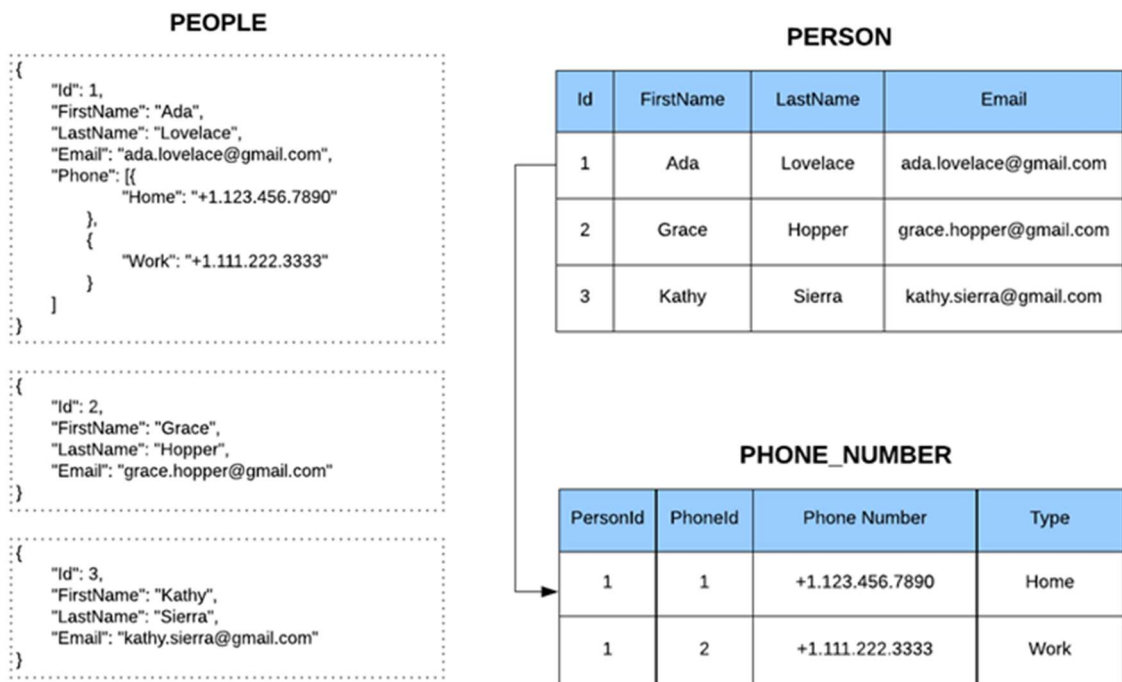 PEOPLE
{
"Id": 1,
"FirstName": "Ada",
"LastName": "Lovelace",
"Email": "ada.lovelace@gmail.com",
"Phone": [{
"Home": "+1.123.456.7890"
},
{
"Work": "+1.111.222.3333"
}
]
}
{
"Id": 2,
"FirstName": "Grace",
"LastName": "Hopper",
"Email": "grace.hopper@gmail.com"
}
{
"Id": 3,
"FirstName": "Kathy",
"LastName": "Sierra",
"Email": "kathy.sierra@gmail.com"
}
PERSON
Id FirstName LastName Email
1 Ada Lovelace ada.lovelace@gmail.com
2 Grace Hopper grace.hopper@gmail.com
3 Kathy Sierra kathy.sierra@gmail.com
PHONE_NUMBER
PersonId PhoneId Phone Number Type
1 1 +1.123.456.7890 Home
1 2 +1.111.222.3333 Work